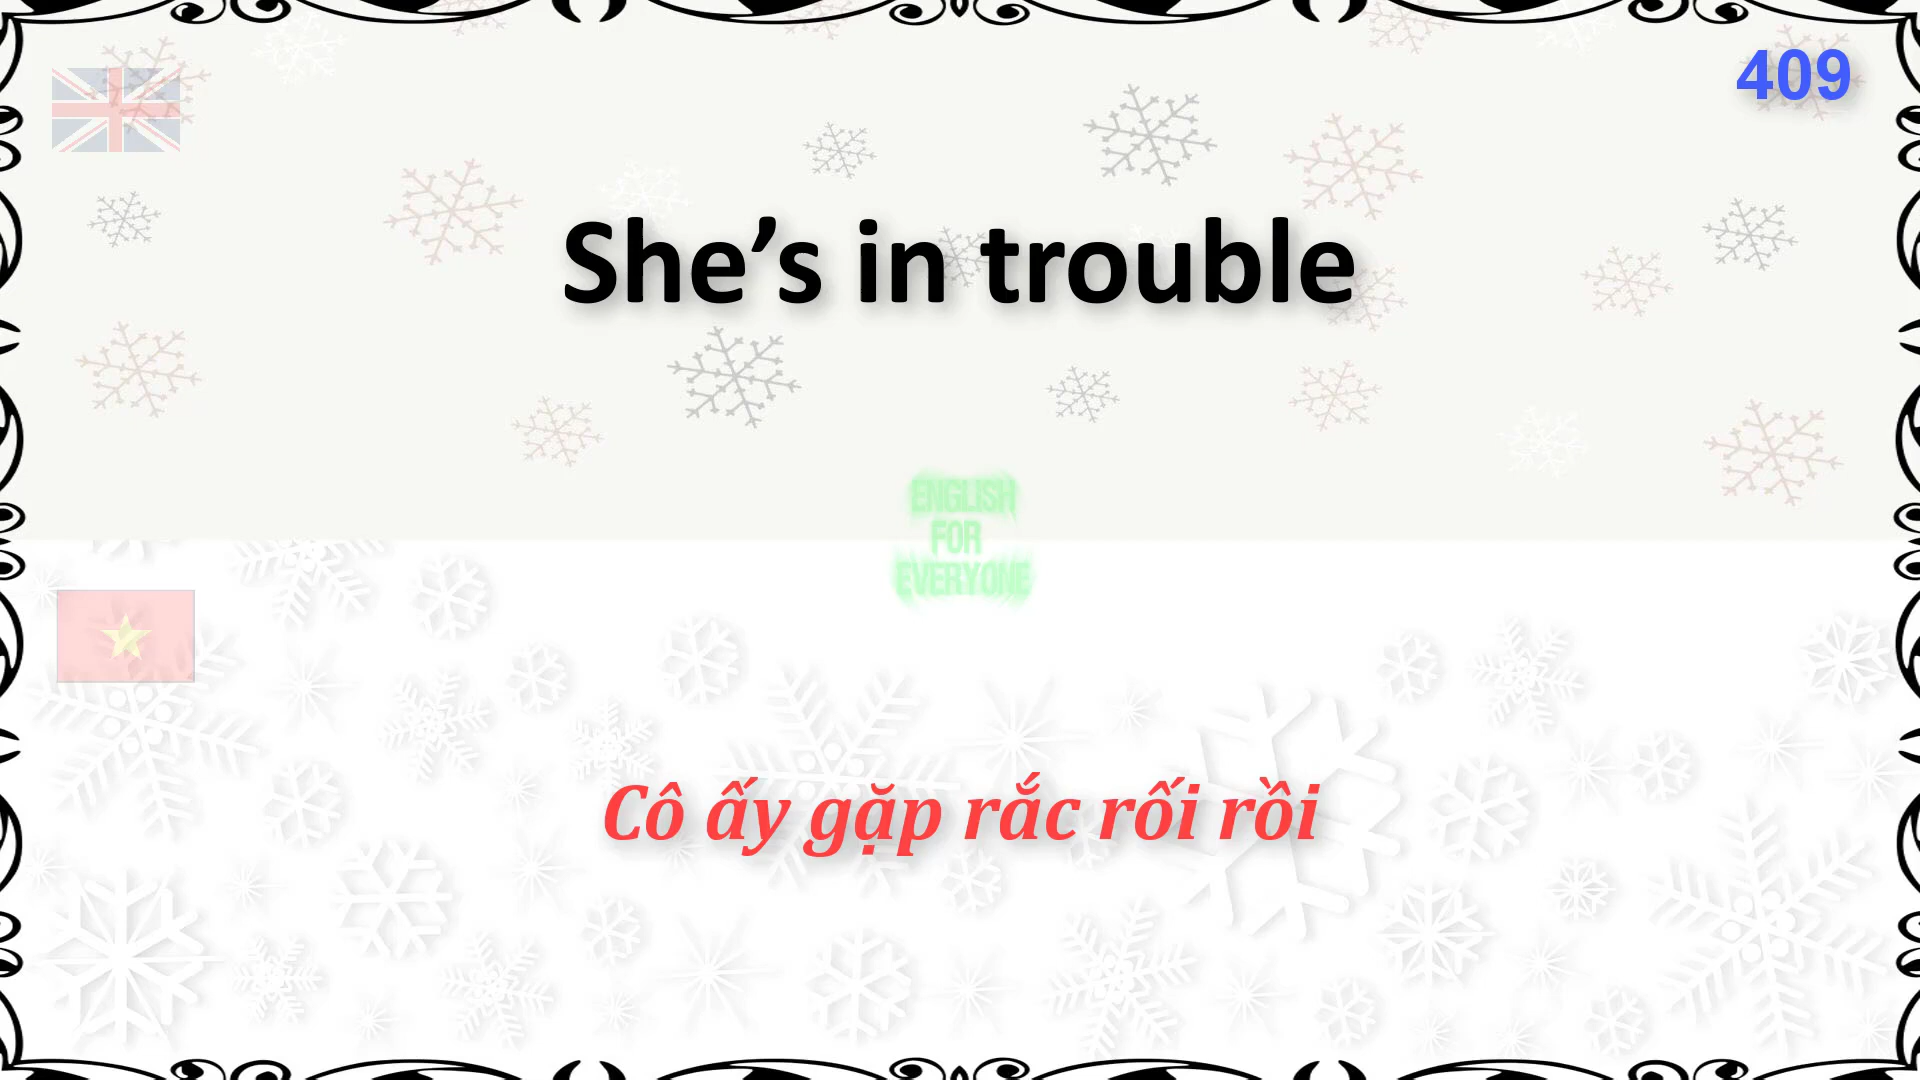 409
She’s in trouble
ENGLISH
FOR
EVERYONE
Cô ấy gặp rắc rối rồi